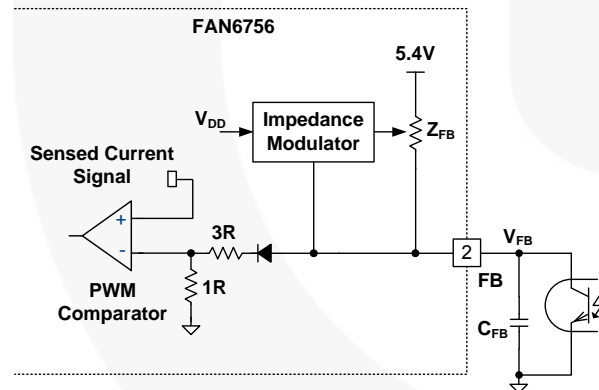 FAN6756
5.4V
VDD
Impedance
Modulator
ZFB
Sensed Current
Signal
+
-
3R
1R
PWM
Comparator
2
FB
VFB
CFB